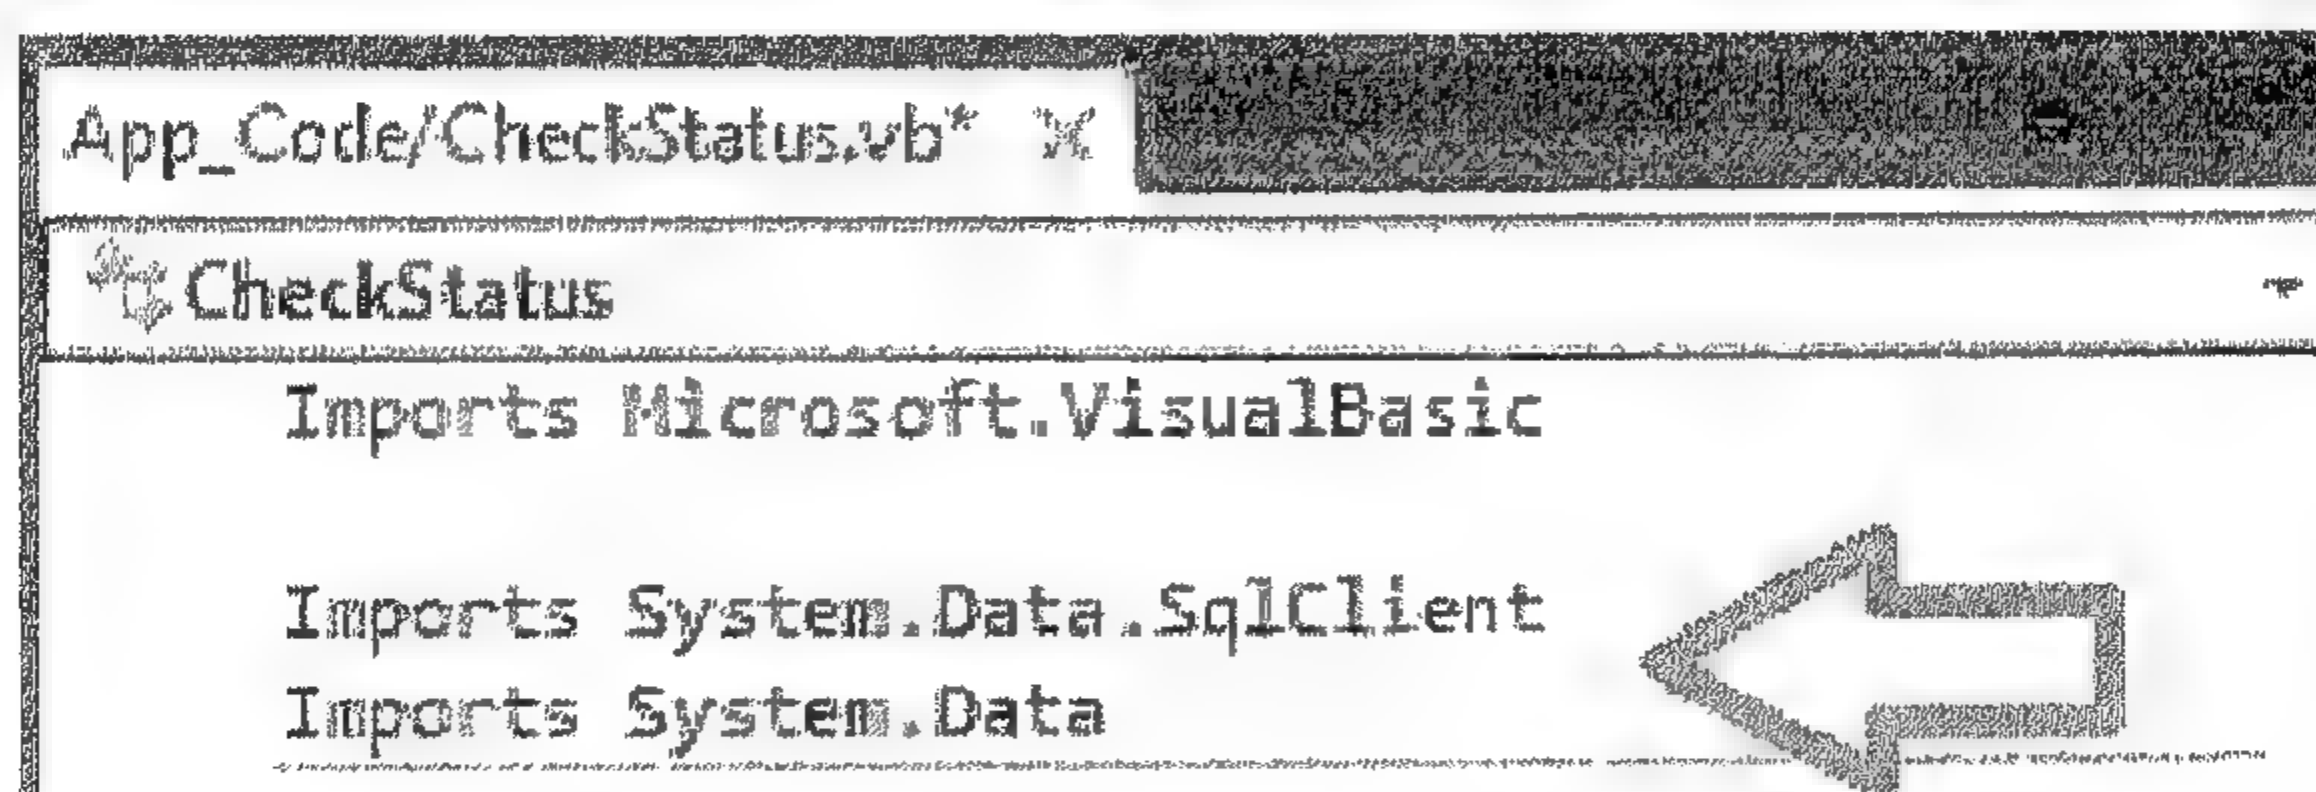 App_Code/CheckStatus.vb*
CheckStatus
Imports Microsoft.VisualBasic
Imports System.Data.SqlClient
Imports System.Data